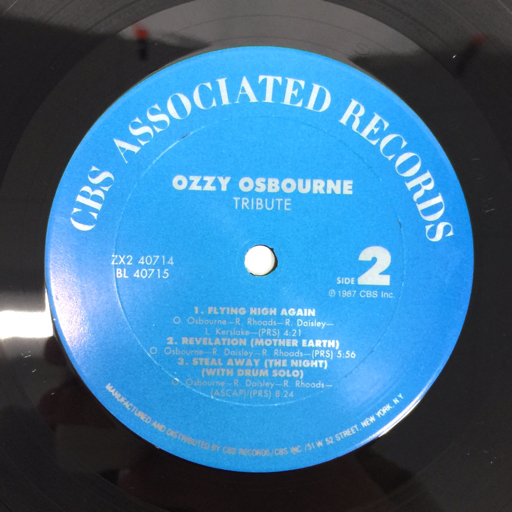 CBS ASSOCIATED RECORDS
OZZY OSBOURNE
TRIBUTE
ZX2 40714
BL 40715
SIDE 2
℗ 1987 CBS Inc.
1. FLYING HIGH AGAIN
O. Osbourne—R. Rhoads—R. Daisley—
L. Kerslake—(PRS) 4:21
2. REVELATION (MOTHER EARTH)
O. Osbourne—R. Daisley—R. Rhoads—(PRS) 5:56
3. STEAL AWAY (THE NIGHT)
(WITH DRUM SOLO)
O. Osbourne—R. Daisley—R. Rhoads—
(ASCAP)/(PRS) 8:24
MANUFACTURED AND DISTRIBUTED BY CBS RECORDS/CBS INC./51 W. 52 STREET, NEW YORK, N.Y.